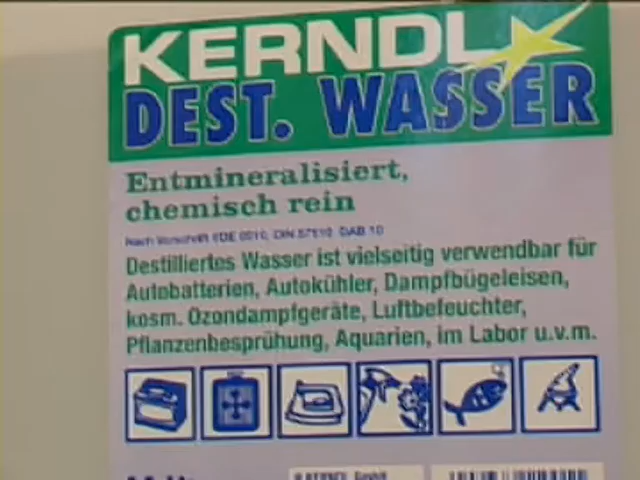 KERNDL
DEST. WASSER
Entmineralisiert,
chemisch rein
Nach Vorschrift VDE 0510, DIN 57510 DAB 10
Destilliertes Wasser ist vielseitig verwendbar für
Autobatterien, Autokühler, Dampfbügeleisen,
kosm. Ozondampfgeräte, Luftbefeuchter,
Pflanzenbesprühung, Aquarien, im Labor u.v.m.